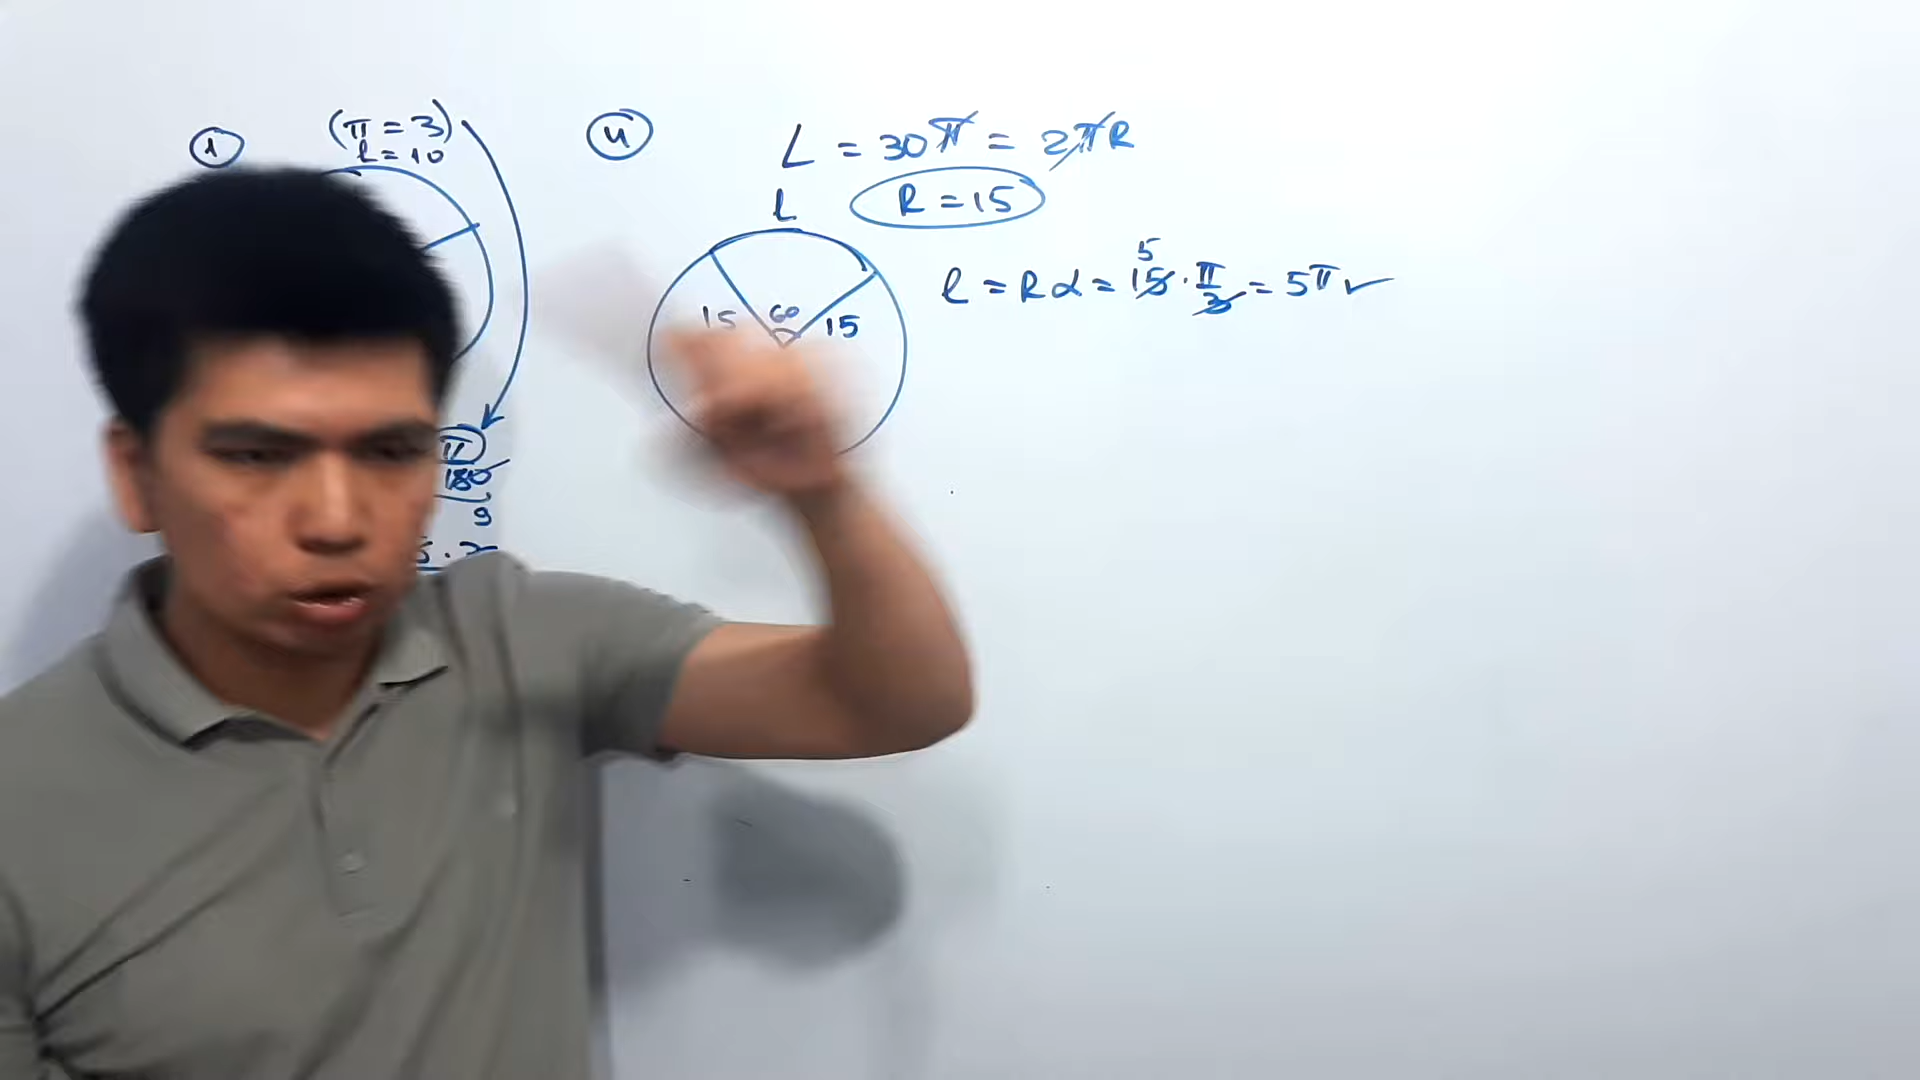 1
(π = 3)
ℓ = 10
π
180
9
4
L = 30π = 2πR
R = 15
ℓ
15 60 15
5
ℓ = Rα = 15 · π/3 = 5π ✓